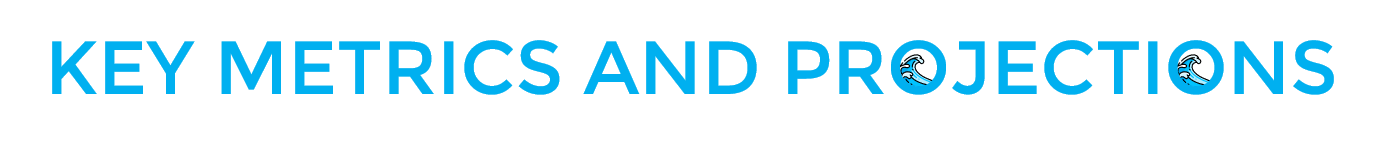 KEY METRICS AND PROJECTIONS